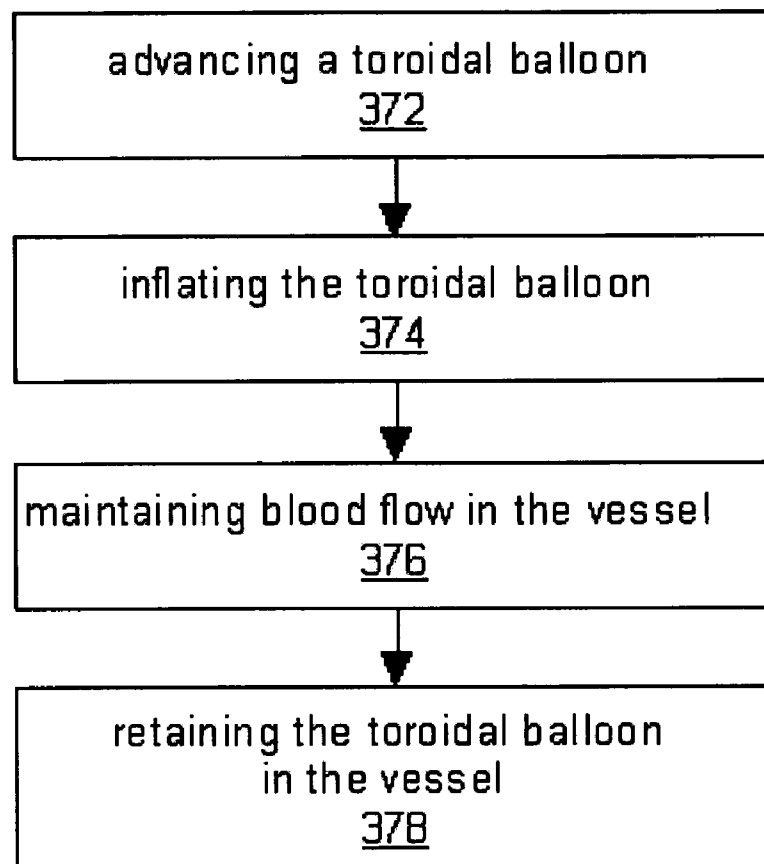 advancing a toroidal balloon
372
inflating the toroidal balloon
374
maintaining blood flow in the vessel
376
retaining the toroidal balloon
in the vessel
378